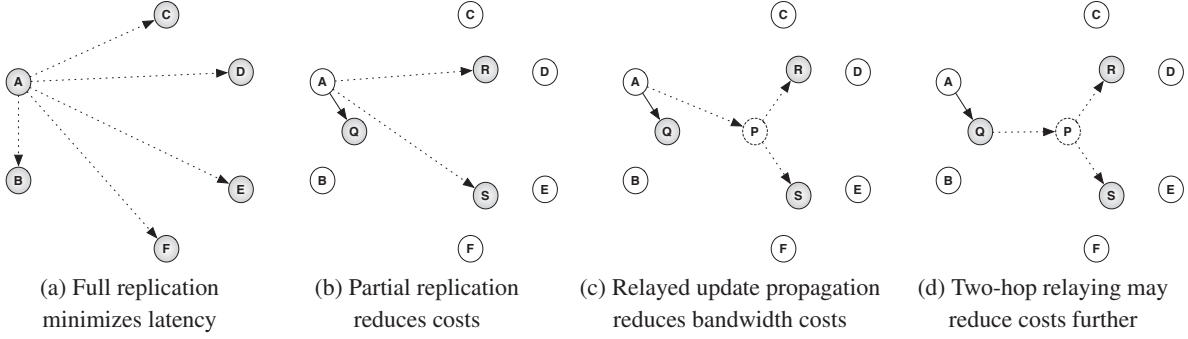 C
A
D
B
E
F
(a) Full replication
minimizes latency
C
R
D
A
Q
B
S
E
F
(b) Partial replication
reduces costs
C
R
D
A
Q
P
B
S
E
F
(c) Relayed update propagation
reduces bandwidth costs
C
R
D
A
Q
P
B
S
E
F
(d) Two-hop relaying may
reduce costs further